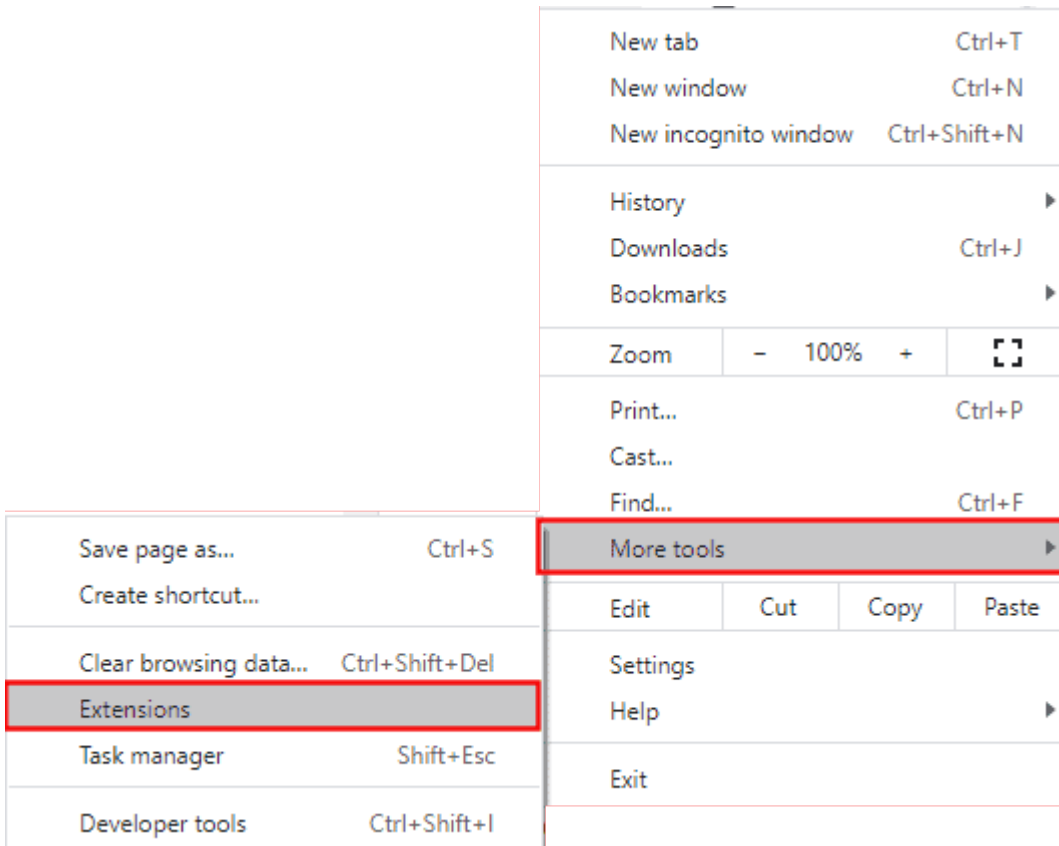 New tab Ctrl+T
New window Ctrl+N
New incognito window Ctrl+Shift+N
History
Downloads Ctrl+J
Bookmarks
Zoom - 100% +
Print... Ctrl+P
Cast...
Find... Ctrl+F
More tools
Edit Cut Copy Paste
Settings
Help
Exit
Save page as... Ctrl+S
Create shortcut...
Clear browsing data... Ctrl+Shift+Del
Extensions
Task manager Shift+Esc
Developer tools Ctrl+Shift+I